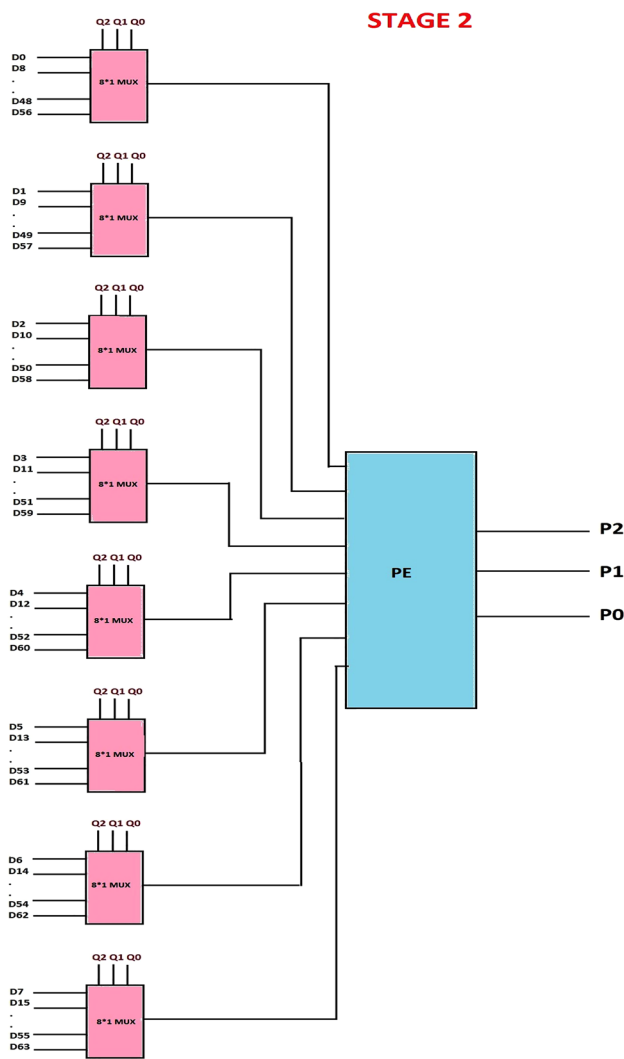 STAGE 2
Q2 Q1 Q0
D0
D8
.
.
D48
D56
8*1 MUX
Q2 Q1 Q0
D1
D9
.
.
D49
D57
8*1 MUX
Q2 Q1 Q0
D2
D10
.
.
D50
D58
8*1 MUX
Q2 Q1 Q0
D3
D11
.
.
D51
D59
8*1 MUX
Q2 Q1 Q0
D4
D12
.
.
D52
D60
8*1 MUX
Q2 Q1 Q0
D5
D13
.
.
D53
D61
8*1 MUX
Q2 Q1 Q0
D6
D14
.
.
D54
D62
8*1 MUX
Q2 Q1 Q0
D7
D15
.
.
D55
D63
8*1 MUX
PE
P2
P1
P0